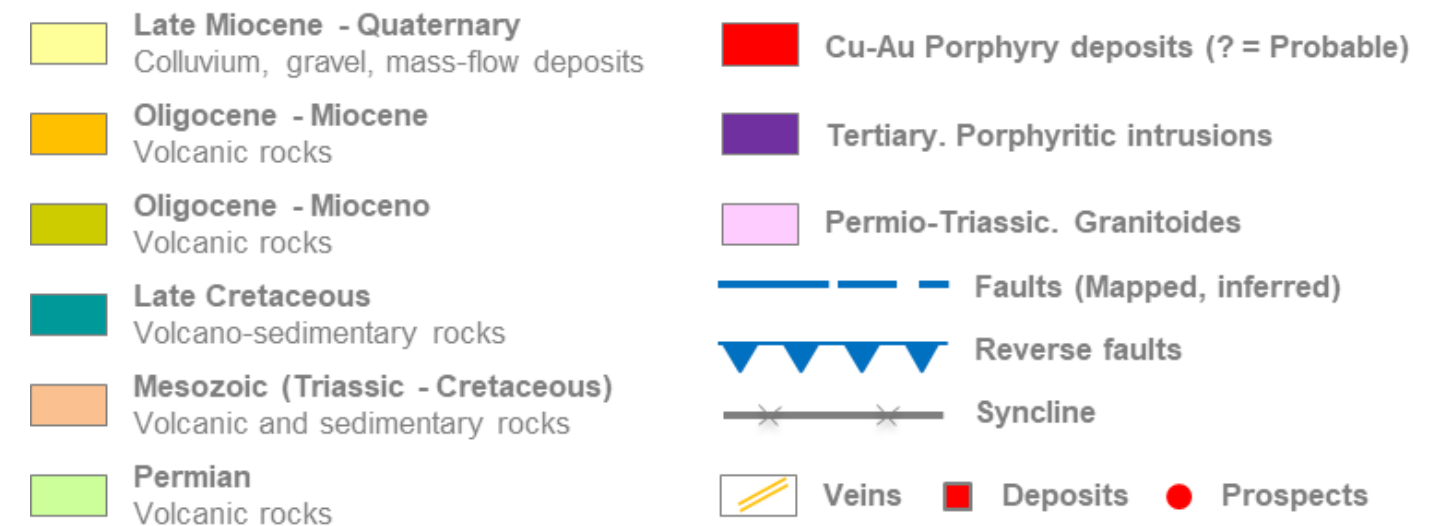 Late Miocene - Quaternary
Colluvium, gravel, mass-flow deposits
Oligocene - Miocene
Volcanic rocks
Oligocene - Mioceno
Volcanic rocks
Late Cretaceous
Volcano-sedimentary rocks
Mesozoic (Triassic - Cretaceous)
Volcanic and sedimentary rocks
Permian
Volcanic rocks
Cu-Au Porphyry deposits (? = Probable)
Tertiary. Porphyritic intrusions
Permio-Triassic. Granitoides
Faults (Mapped, inferred)
Reverse faults
Syncline
Veins Deposits Prospects